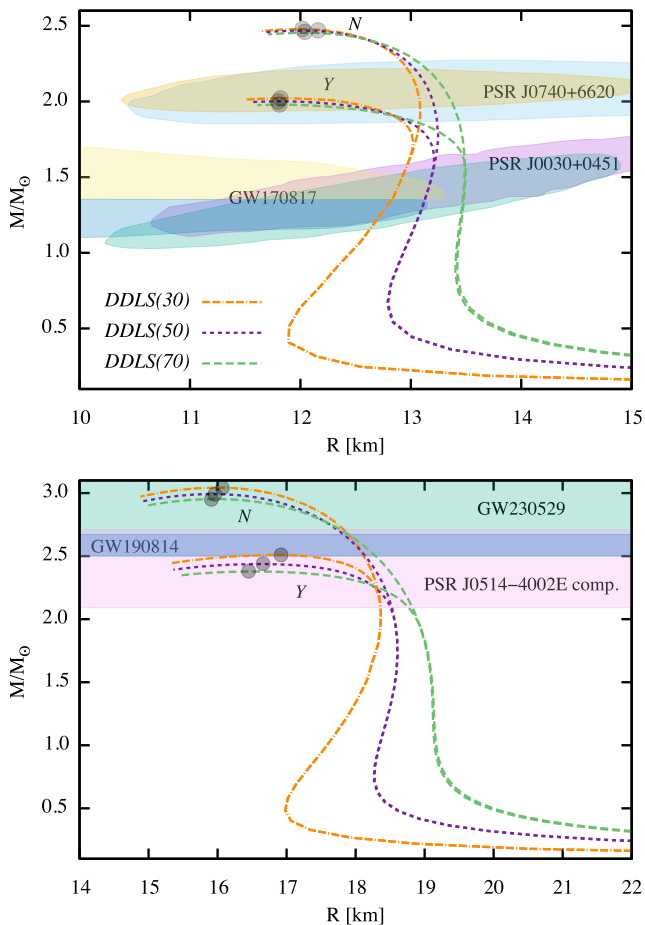 2.5
2.0
1.5
1.0
0.5
M/M⊙
N
Y
PSR J0740+6620
PSR J0030+0451
GW170817
DDLS(30)
DDLS(50)
DDLS(70)
10 11 12 13 14 15
R [km]
3.0
2.5
2.0
1.5
1.0
0.5
M/M⊙
GW230529
N
GW190814
PSR J0514−4002E comp.
Y
14 15 16 17 18 19 20 21 22
R [km]